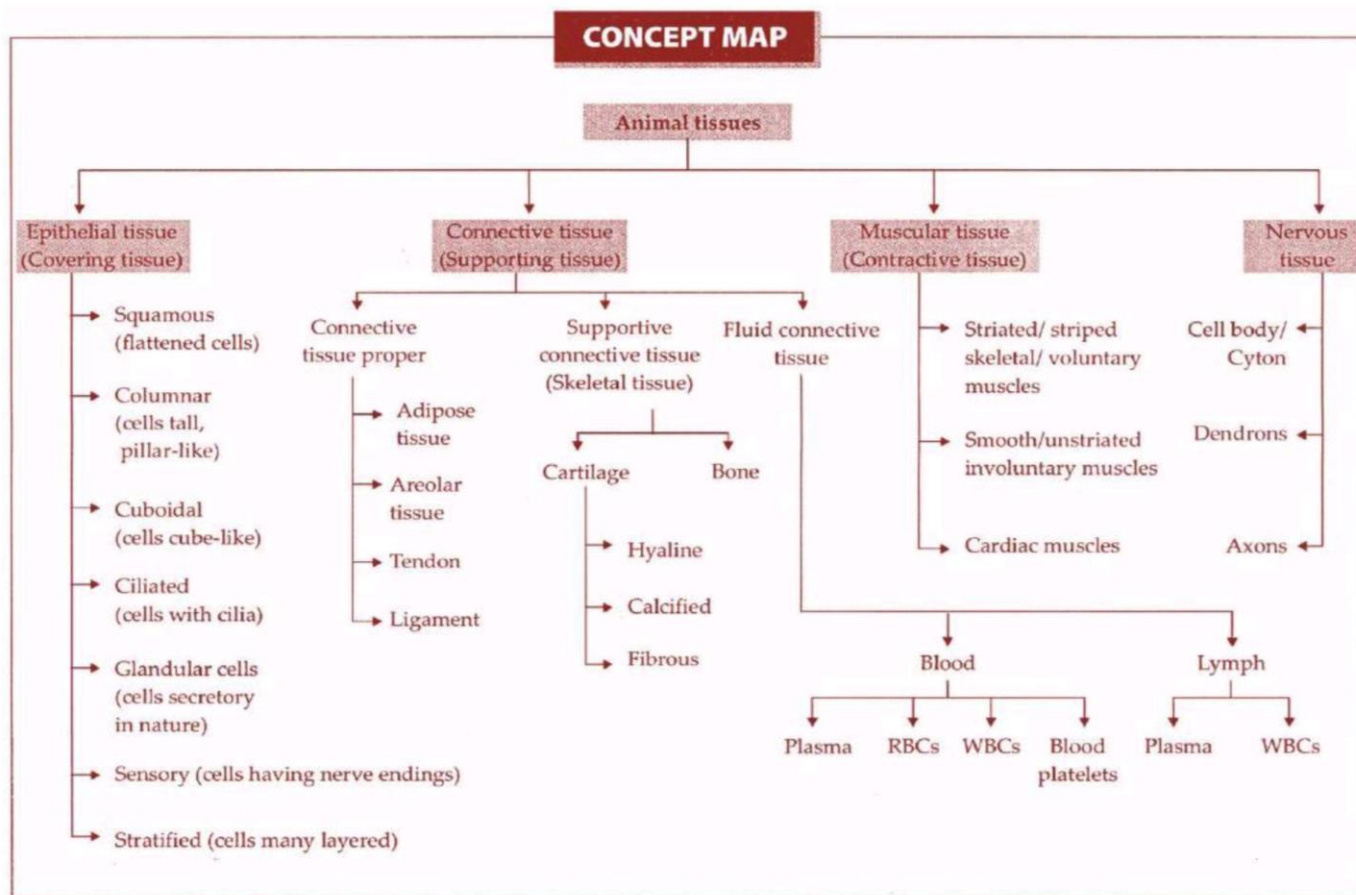 CONCEPT MAP
Animal tissues
Epithelial tissue
(Covering tissue)
Connective tissue
(Supporting tissue)
Muscular tissue
(Contractive tissue)
Nervous
tissue
Squamous
(flattened cells)
Columnar
(cells tall,
pillar-like)
Cuboidal
(cells cube-like)
Ciliated
(cells with cilia)
Glandular cells
(cells secretory
in nature)
Sensory (cells having nerve endings)
Stratified (cells many layered)
Connective
tissue proper
Adipose
tissue
Areolar
tissue
Tendon
Ligament
Supportive
connective tissue
(Skeletal tissue)
Cartilage
Bone
Hyaline
Calcified
Fibrous
Fluid connective
tissue
Blood
Lymph
Plasma
RBCs
WBCs
Blood
platelets
Plasma
WBCs
Striated/ striped
skeletal/ voluntary
muscles
Smooth/unstriated
involuntary muscles
Cardiac muscles
Cell body/
Cyton
Dendrons
Axons